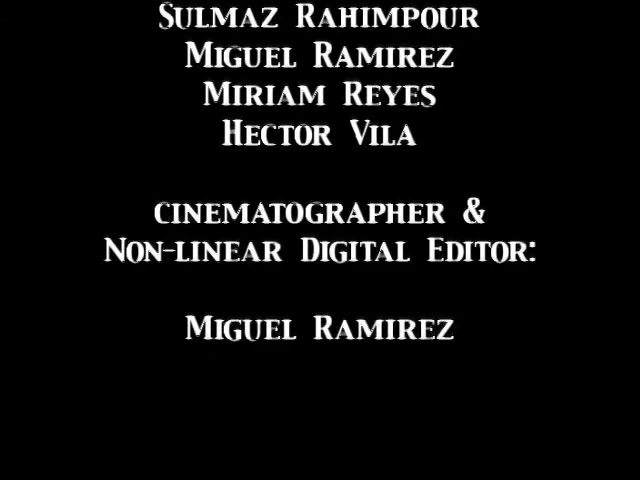 Sulmaz Rahimpour
Miguel Ramirez
Miriam Reyes
Hector Vila
cinematographer &
Non-linear Digital Editor:
Miguel Ramirez